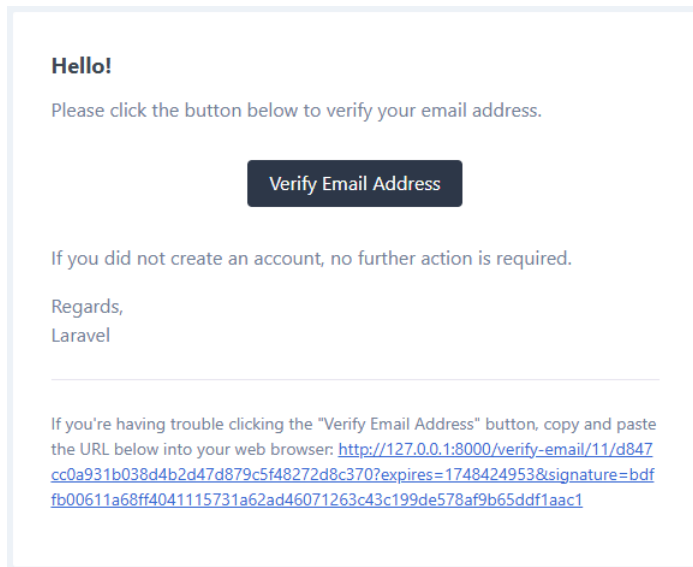 Hello!
Please click the button below to verify your email address.
Verify Email Address
If you did not create an account, no further action is required.
Regards,
Laravel
If you're having trouble clicking the "Verify Email Address" button, copy and paste
the URL below into your web browser: http://127.0.0.1:8000/verify-email/11/d847
cc0a931b038d4b2d47d879c5f48272d8c370?expires=1748424953&signature=bdf
fb00611a68ff4041115731a62ad46071263c43c199de578af9b65ddf1aac1